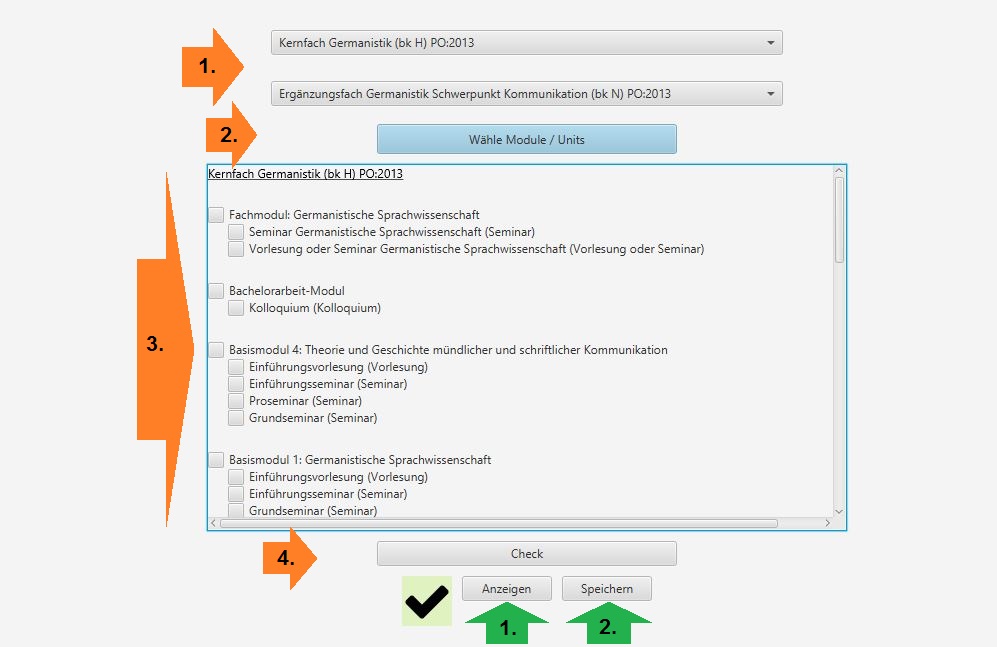 1.
Kernfach Germanistik (bk H) PO:2013
Ergänzungsfach Germanistik Schwerpunkt Kommunikation (bk N) PO:2013
2.
Wähle Module / Units
3.
Kernfach Germanistik (bk H) PO:2013
Fachmodul: Germanistische Sprachwissenschaft
Seminar Germanistische Sprachwissenschaft (Seminar)
Vorlesung oder Seminar Germanistische Sprachwissenschaft (Vorlesung oder Seminar)
Bachelorarbeit-Modul
Kolloquium (Kolloquium)
Basismodul 4: Theorie und Geschichte mündlicher und schriftlicher Kommunikation
Einführungsvorlesung (Vorlesung)
Einführungsseminar (Seminar)
Proseminar (Seminar)
Grundseminar (Seminar)
Basismodul 1: Germanistische Sprachwissenschaft
Einführungsvorlesung (Vorlesung)
Einführungsseminar (Seminar)
Grundseminar (Seminar)
4.
Check
Anzeigen
Speichern
1.
2.